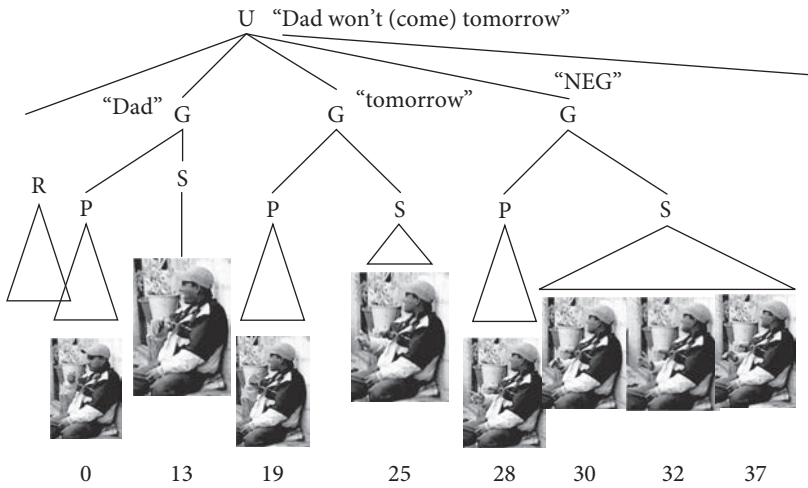 U “Dad won’t (come) tomorrow”
“Dad” “tomorrow” “NEG”
G G G
R P S P S P S
0 13 19 25 28 30 32 37